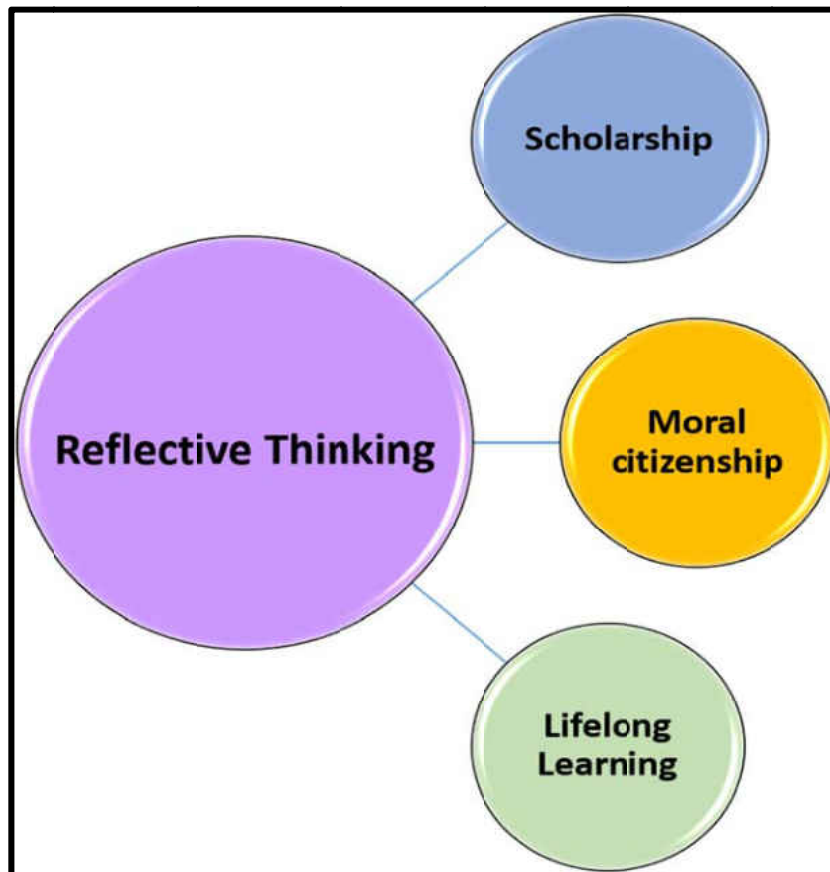 Scholarship
Reflective Thinking
Moral
citizenship
Lifelong
Learning